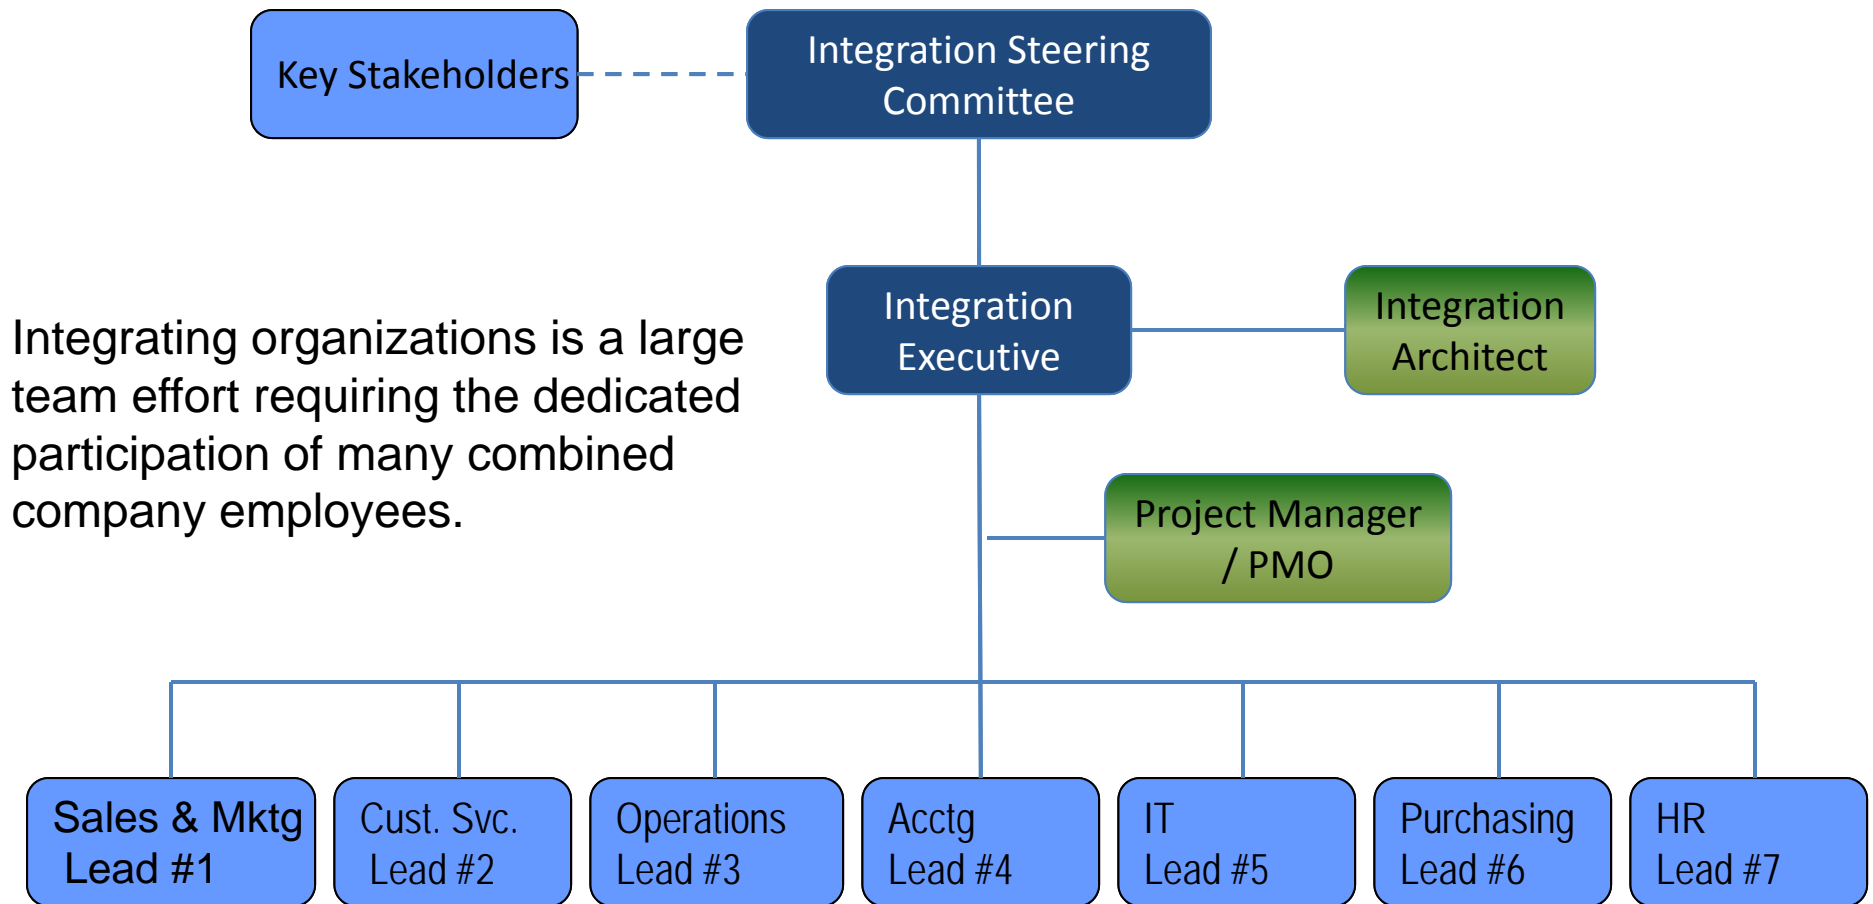 Key Stakeholders
Integration Steering
Committee
Integration
Executive
Integration
Architect
Integrating organizations is a large
team effort requiring the dedicated
participation of many combined
company employees.
Project Manager
/ PMO
Sales & Mktg
Lead #1
Cust. Svc.
Lead #2
Operations
Lead #3
Acctg
Lead #4
IT
Lead #5
Purchasing
Lead #6
HR
Lead #7